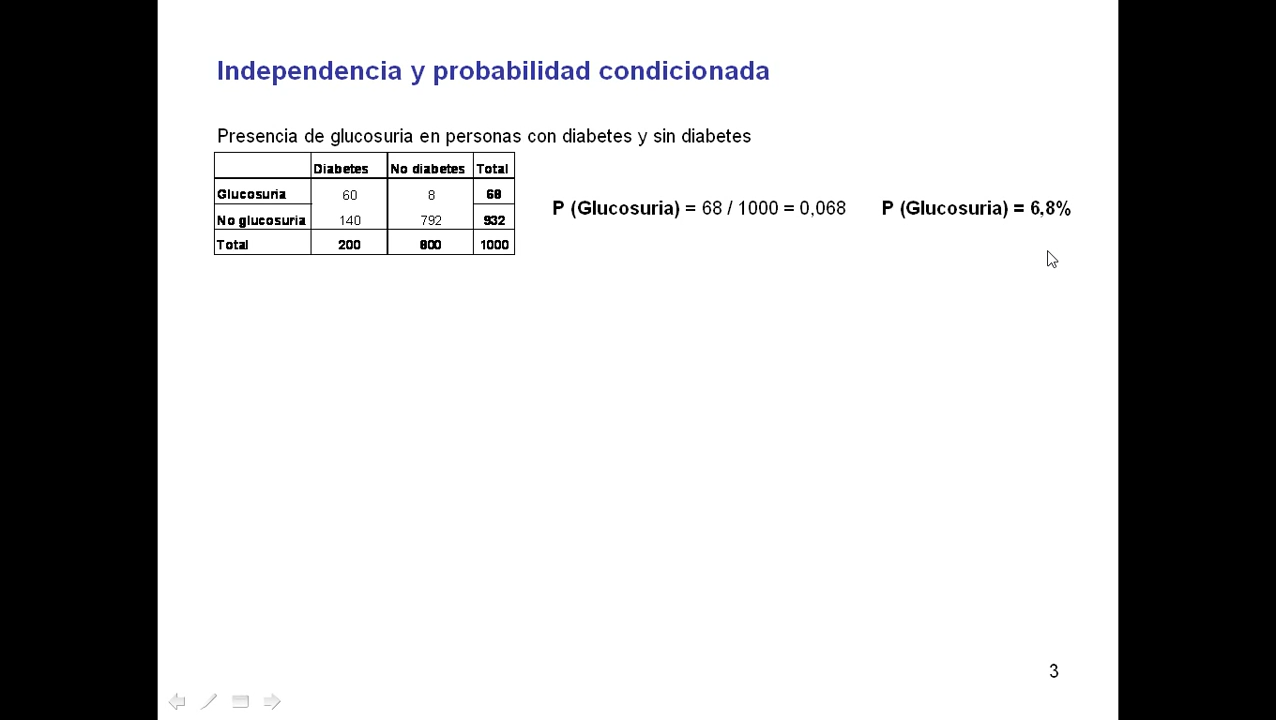 Independencia y probabilidad condicionada
Presencia de glucosuria en personas con diabetes y sin diabetes
Diabetes No diabetes Total
Glucosuria 60 8 68
No glucosuria 140 792 932
Total 200 800 1000
P (Glucosuria) = 68 / 1000 = 0,068 P (Glucosuria) = 6,8%
3